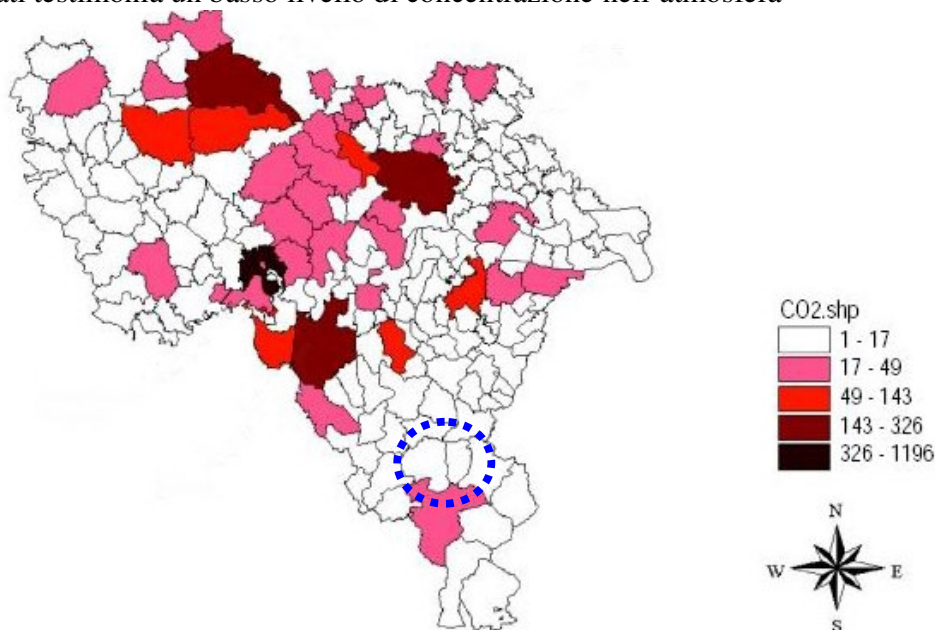 testimonia un basso livello di concentrazione nell'atmosfera
CO2.shp
1 - 17
17 - 49
49 - 143
143 - 326
326 - 1196
N
W E
S